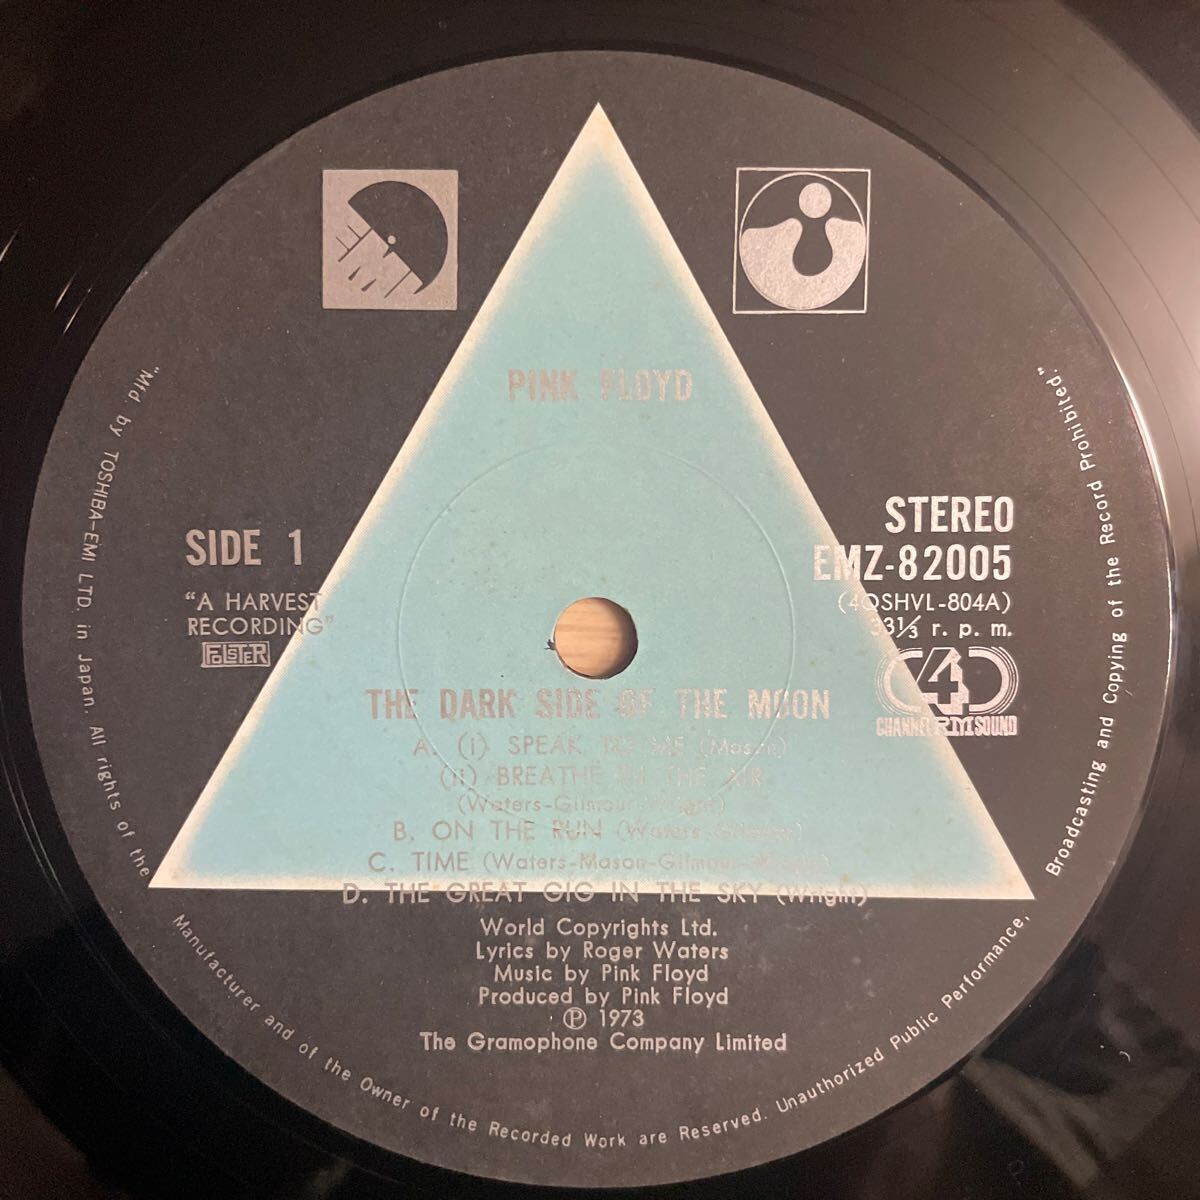 PINK FLOYD
STEREO
SIDE 1
EMZ-82005
"A HARVEST
RECORDING"
(4QSHVL-804A)
33⅓ r. p. m.
FOLSTER
CD4
CHANNEL RM SOUND
THE DARK SIDE OF THE MOON
A. (i) SPEAK TO ME (Mason)
(ii) BREATHE IN THE AIR
(Waters-Gilmour-Wright)
B. ON THE RUN (Waters-Gilmour)
C. TIME (Waters-Mason-Gilmour-Wright)
D. THE GREAT GIG IN THE SKY (Wright)
World Copyrights Ltd.
Lyrics by Roger Waters
Music by Pink Floyd
Produced by Pink Floyd
℗ 1973
The Gramophone Company Limited
"Mfd. by TOSHIBA-EMI LTD. in Japan. All rights of the Manufacturer and of the Owner of the Recorded Work are Reserved. Unauthorized Public Performance, Broadcasting and Copying of the Record Prohibited."